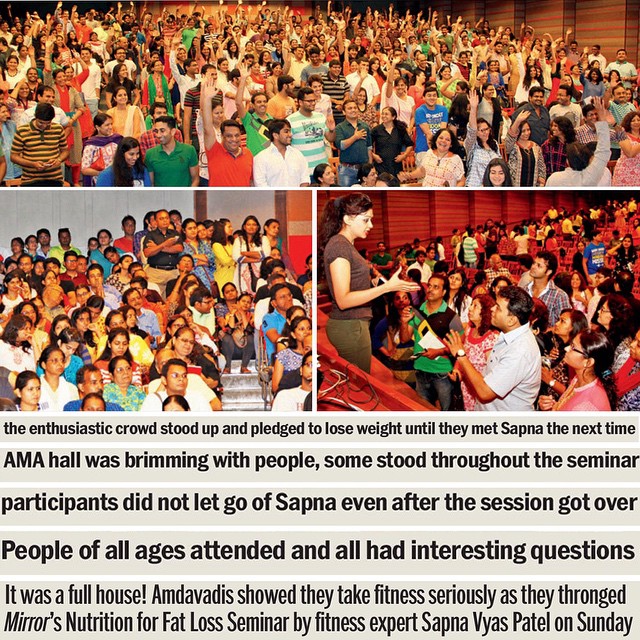 the enthusiastic crowd stood up and pledged to lose weight until they met Sapna the next time
AMA hall was brimming with people, some stood throughout the seminar
participants did not let go of Sapna even after the session got over
People of all ages attended and all had interesting questions
It was a full house! Amdavadis showed they take fitness seriously as they thronged
Mirror's Nutrition for Fat Loss Seminar by fitness expert Sapna Vyas Patel on Sunday